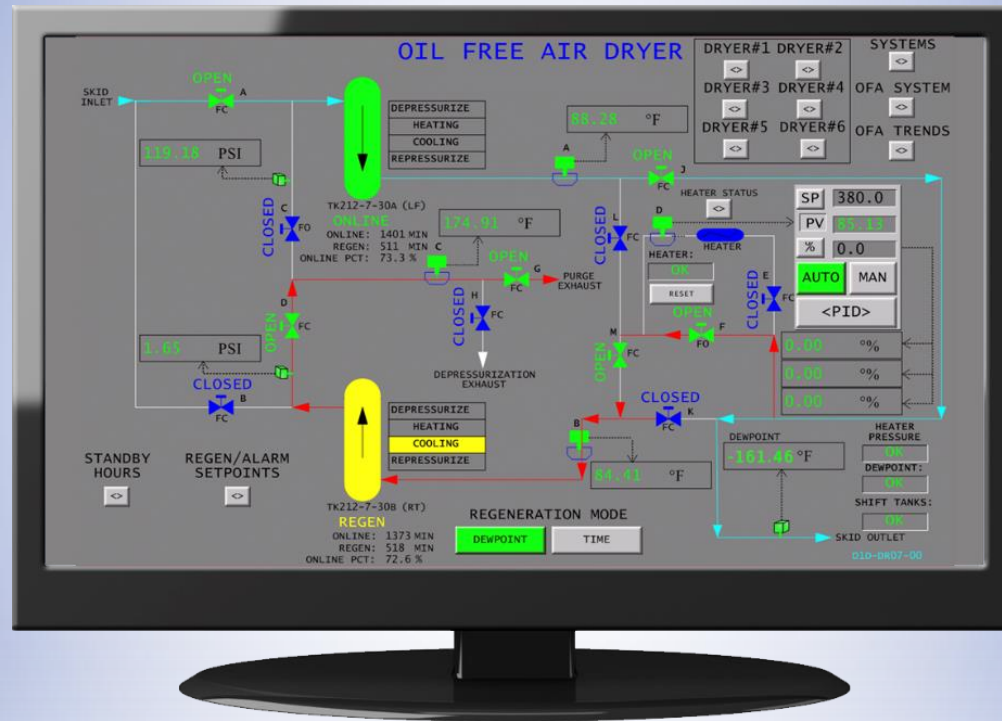 OIL FREE AIR DRYER
DRYER#1 DRYER#2
<>
<>
DRYER#3 DRYER#4
<>
<>
DRYER#5 DRYER#6
<>
<>
SYSTEMS
<>
OFA SYSTEM
<>
OFA TRENDS
<>
SKID
INLET
OPEN
A
FC
119.18 PSI
C
CLOSED
FO
DEPRESSURIZE
HEATING
COOLING
REPRESSURIZE
TK212-7-30A (LF)
ONLINE
ONLINE: 1401 MIN
REGEN: 511 MIN
ONLINE PCT: 73.3 %
88.28 °F
A
OPEN
J
FC
174.91 °F
C
OPEN
G
FC
PURGE
EXHAUST
H
CLOSED
FC
DEPRESSURIZATION
EXHAUST
L
CLOSED
FC
HEATER STATUS
<>
D
HEATER
HEATER:
OK
RESET
E
CLOSED
FC
OPEN
F
FO
SP 380.0
PV 85.13
% 0.0
AUTO MAN
<PID>
0.00 °%
0.00 °%
0.00 °%
D
OPEN
FC
1.65 PSI
CLOSED
B
FC
M
OPEN
FC
CLOSED
K
FC
DEPRESSURIZE
HEATING
COOLING
REPRESSURIZE
TK212-7-30B (RT)
REGEN
ONLINE: 1373 MIN
REGEN: 518 MIN
ONLINE PCT: 72.6 %
B
84.41 °F
DEWPOINT
-161.46 °F
HEATER
PRESSURE
OK
DEWPOINT:
OK
SHIFT TANKS:
OK
SKID OUTLET
D1D-DR07-00
STANDBY
HOURS
<>
REGEN/ALARM
SETPOINTS
<>
REGENERATION MODE
DEWPOINT TIME